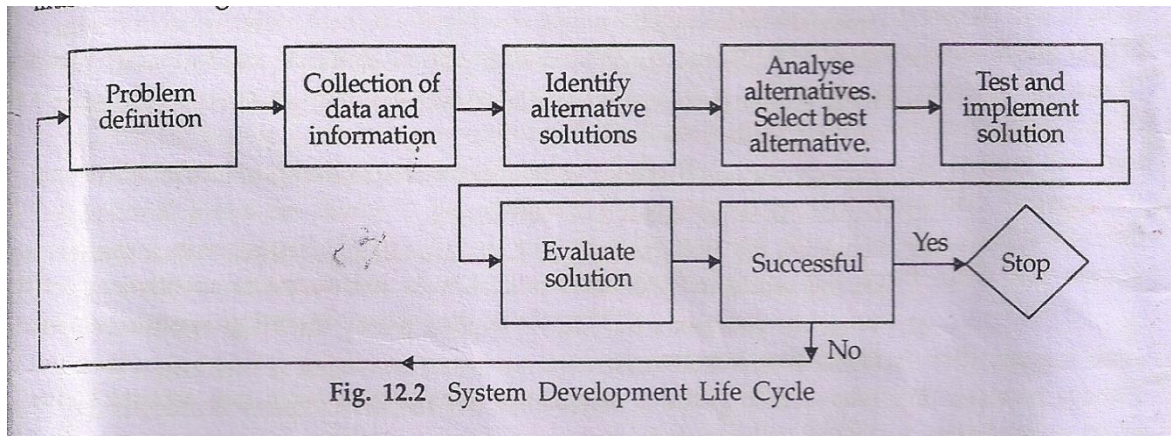 Problem
definition
Collection of
data and
information
Identify
alternative
solutions
Analyse
alternatives.
Select best
alternative.
Test and
implement
solution
Evaluate
solution
Successful
Yes
Stop
No
Fig. 12.2 System Development Life Cycle